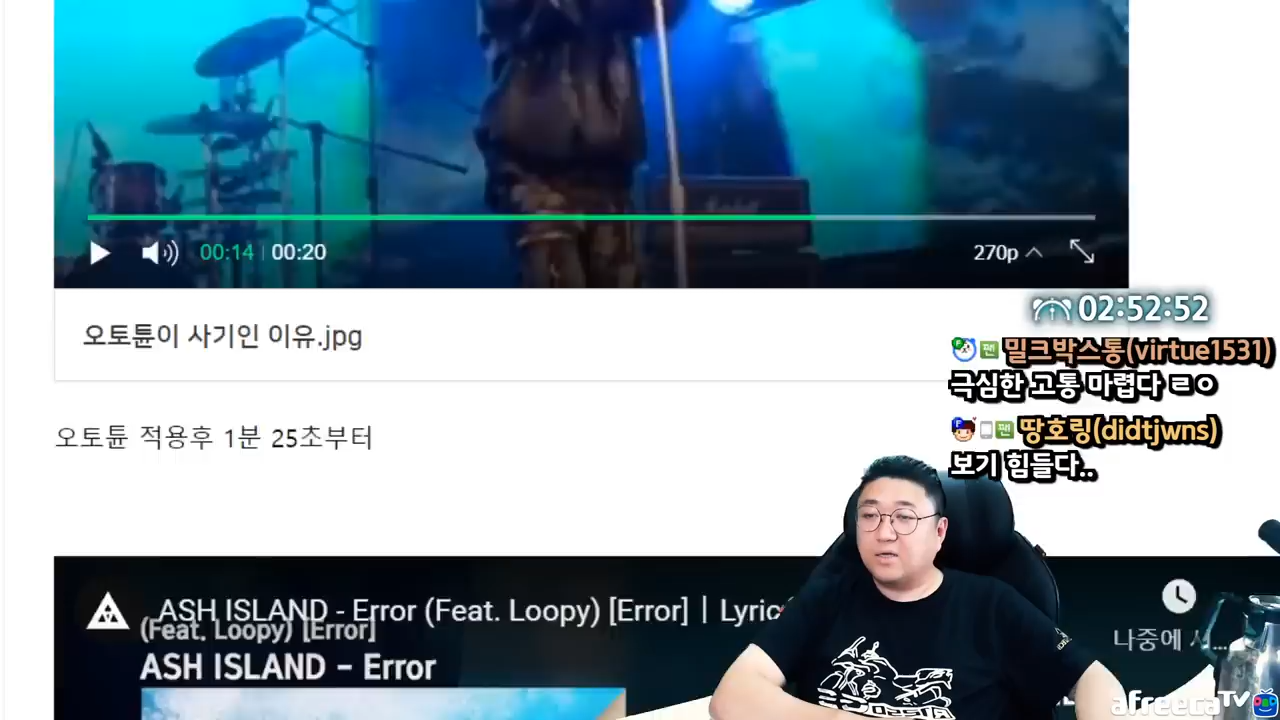 00:14 | 00:20
270p
02:52:52
오토튠이 사기인 이유.jpg
팬 밀크박스통(virtue1531)
극심한 고통 마렵다 ㄹㅇ
오토튠 적용후 1분 25초부터
팬 땅호링(didtjwns)
보기 힘들다..
ASH ISLAND - Error (Feat. Loopy) [Error] | Lyric
(Feat. Loopy) [Error]
ASH ISLAND - Error
나중에 시...
afreecaTV